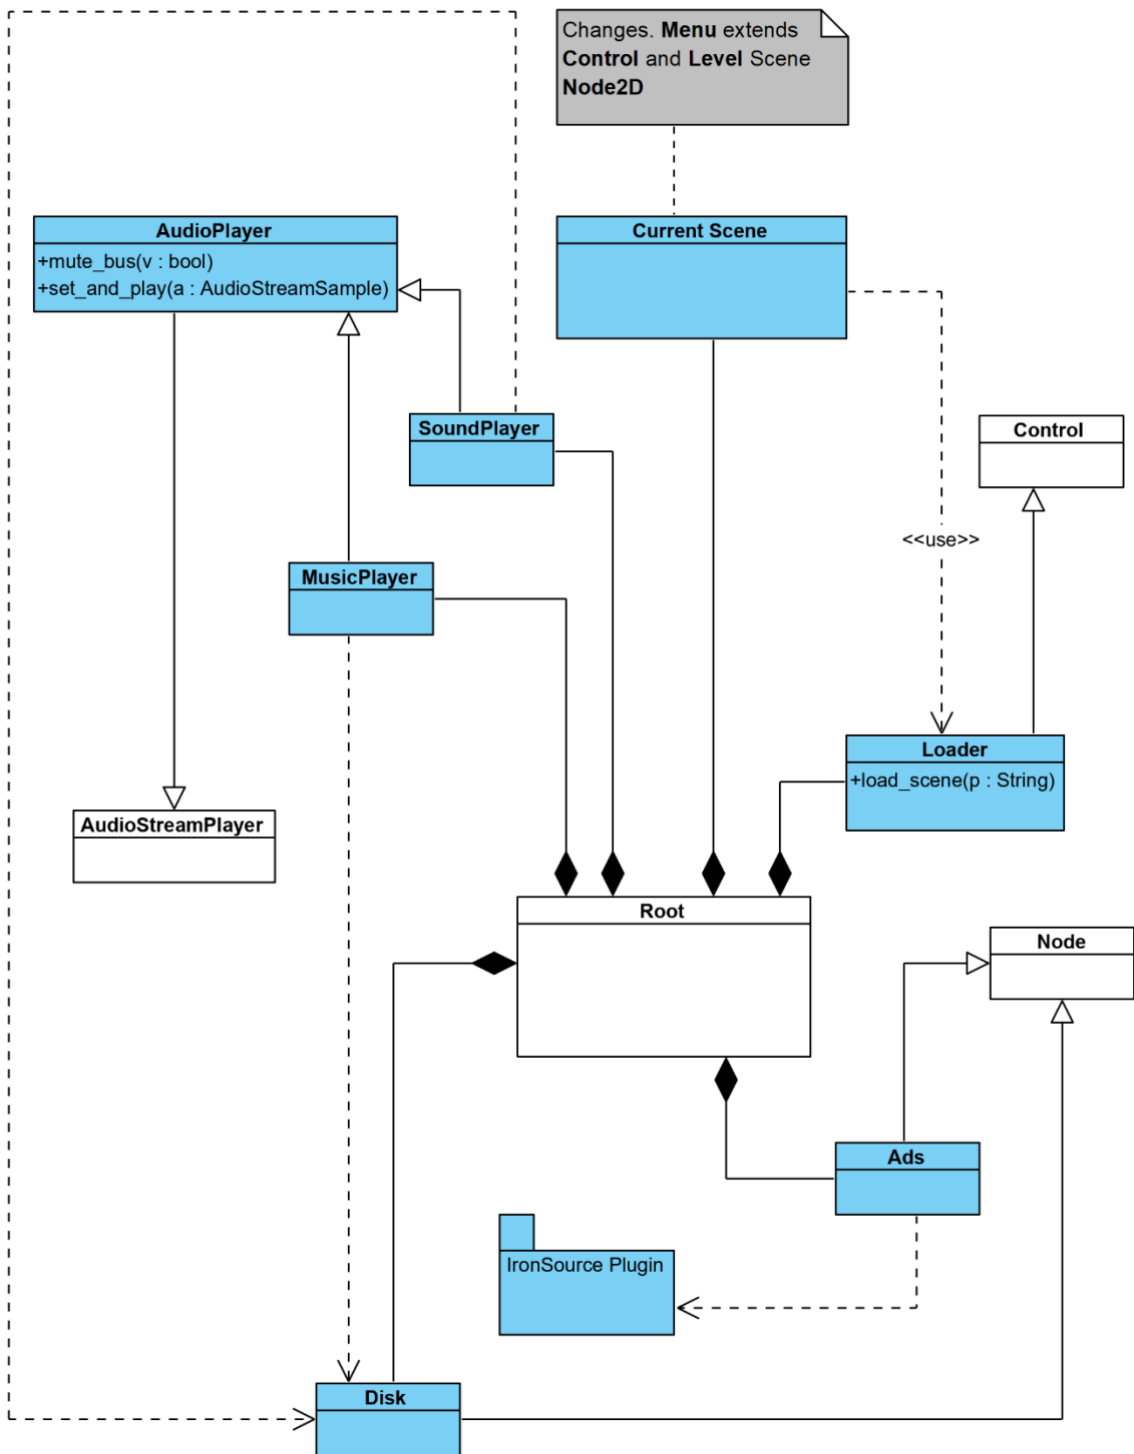 Changes. Menu extends
Control and Level Scene
Node2D
AudioPlayer
+mute_bus(v : bool)
+set_and_play(a : AudioStreamSample)
Current Scene
SoundPlayer
Control
<<use>>
MusicPlayer
Loader
+load_scene(p : String)
AudioStreamPlayer
Root
Node
Ads
IronSource Plugin
Disk